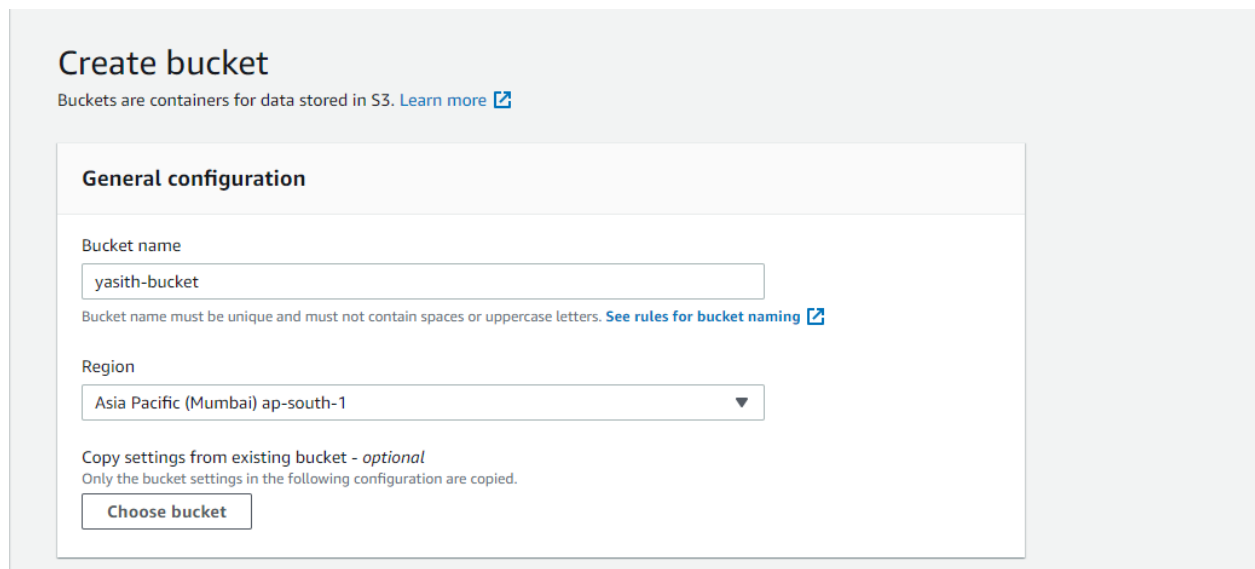 Create bucket
Buckets are containers for data stored in S3. Learn more
General configuration
Bucket name
yasith-bucket
Bucket name must be unique and must not contain spaces or uppercase letters. See rules for bucket naming
Region
Asia Pacific (Mumbai) ap-south-1
Copy settings from existing bucket - optional
Only the bucket settings in the following configuration are copied.
Choose bucket